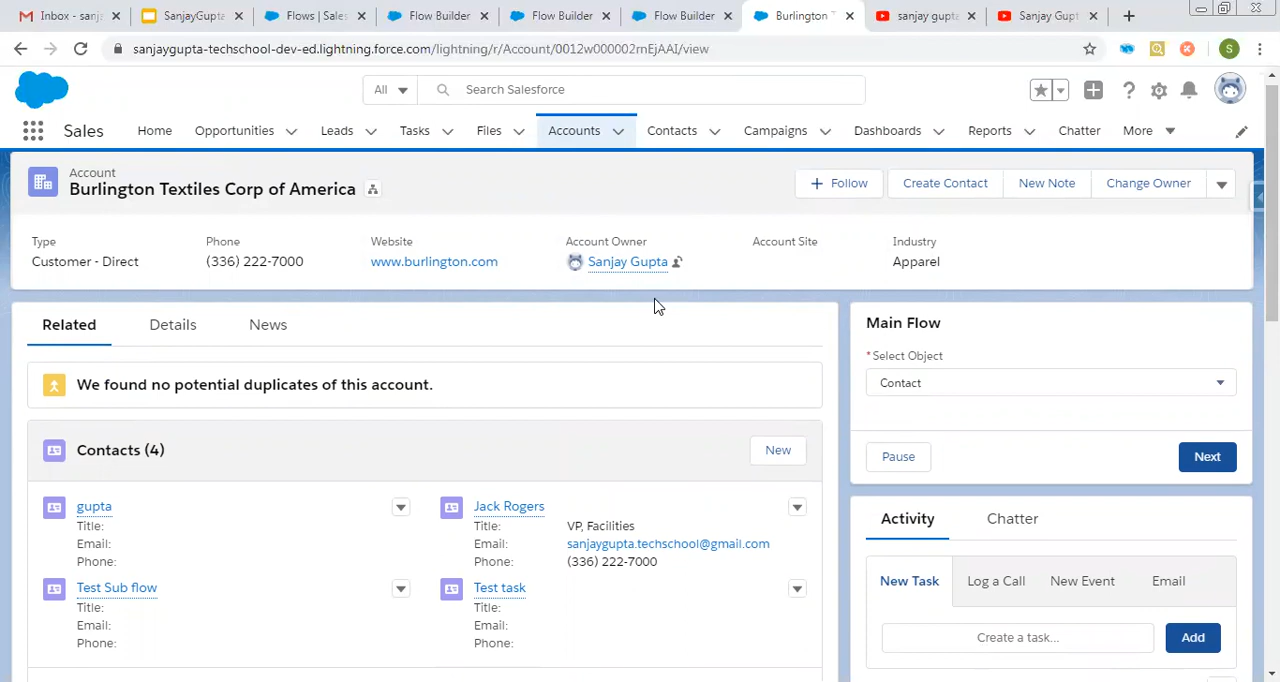 Inbox - sanj
SanjayGupta
Flows | Sales
Flow Builder
Flow Builder
Flow Builder
Burlington
sanjay gupta
Sanjay Gupt
sanjaygupta-techschool-dev-ed.lightning.force.com/lightning/r/Account/0012w000002rnEjAAI/view
S
All
Search Salesforce
Sales
Home
Opportunities
Leads
Tasks
Files
Accounts
Contacts
Campaigns
Dashboards
Reports
Chatter
More
Account
Burlington Textiles Corp of America
Follow
Create Contact
New Note
Change Owner
Type
Phone
Website
Account Owner
Account Site
Industry
Customer - Direct
(336) 222-7000
www.burlington.com
Sanjay Gupta
Apparel
Related
Details
News
We found no potential duplicates of this account.
Contacts (4)
New
gupta
Title:
Email:
Phone:
Jack Rogers
Title: VP, Facilities
Email: sanjaygupta.techschool@gmail.com
Phone: (336) 222-7000
Test Sub flow
Title:
Email:
Phone:
Test task
Title:
Email:
Phone:
Main Flow
*Select Object
Contact
Pause
Next
Activity
Chatter
New Task
Log a Call
New Event
Email
Create a task...
Add